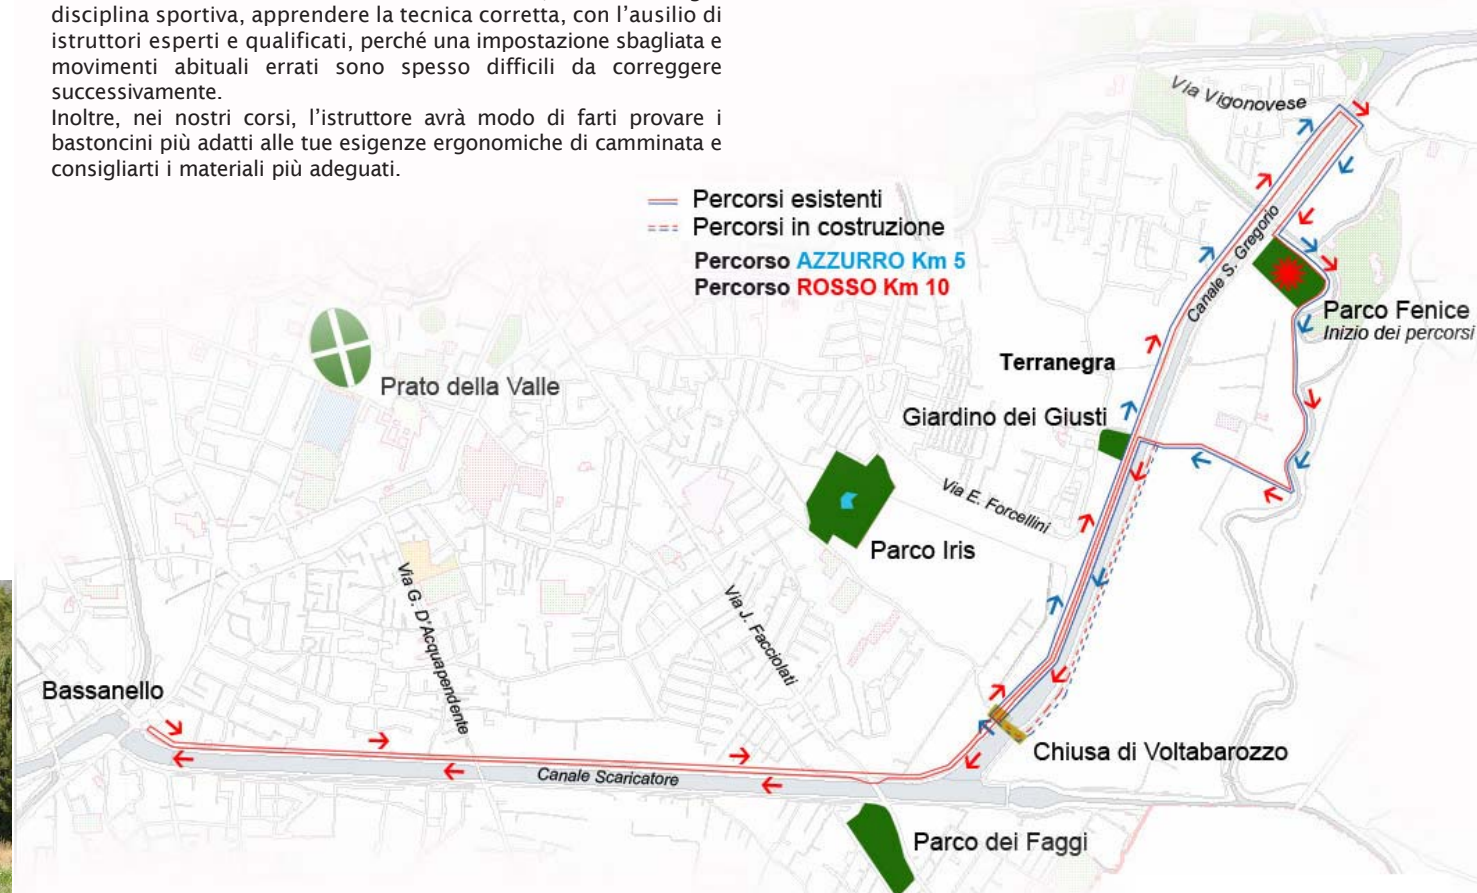 disciplina sportiva, apprendere la tecnica corretta, con l’ausilio di
istruttori esperti e qualificati, perché una impostazione sbagliata e
movimenti abituali errati sono spesso difficili da correggere
successivamente.
Inoltre, nei nostri corsi, l’istruttore avrà modo di farti provare i
bastoncini più adatti alle tue esigenze ergonomiche di camminata e
consigliarti i materiali più adeguati.
Percorsi esistenti
Percorsi in costruzione
Percorso AZZURRO Km 5
Percorso ROSSO Km 10
Via Vigonovese
Canale S. Gregorio
Parco Fenice
Inizio dei percorsi
Terranegra
Prato della Valle
Giardino dei Giusti
Via E. Forcellini
Parco Iris
Via G. D'Acquapendente
Via J. Facciolati
Bassanello
Chiusa di Voltabarozzo
Canale Scaricatore
Parco dei Faggi